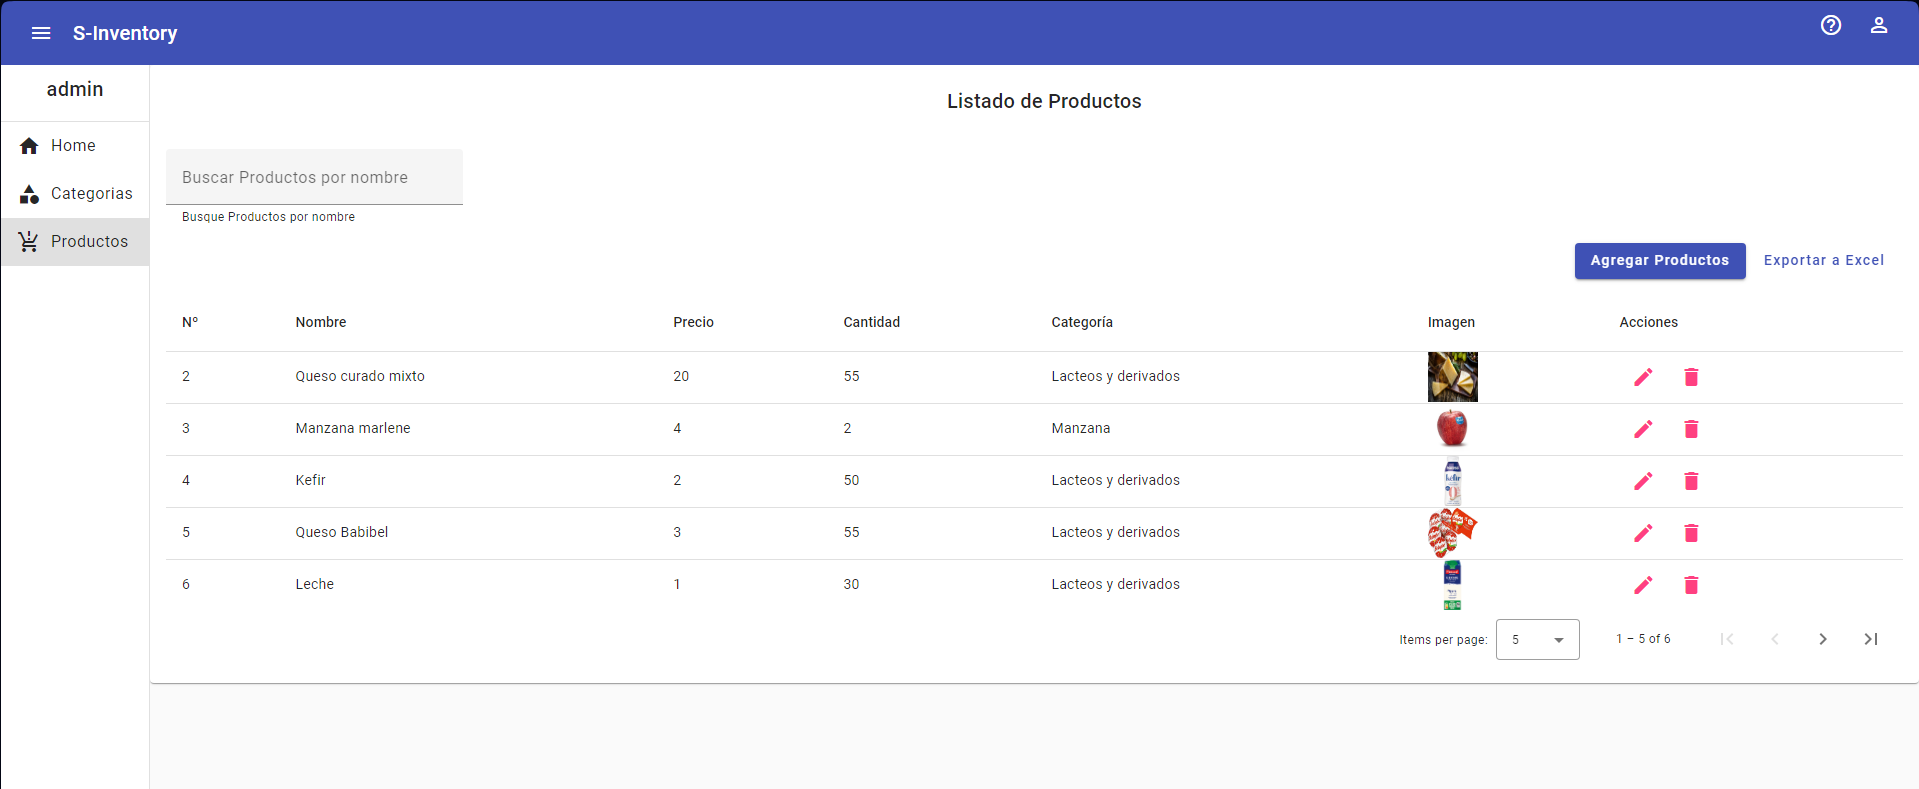 S-Inventory
admin
Home
Categorias
Productos
Listado de Productos
Buscar Productos por nombre
Busque Productos por nombre
Agregar Productos Exportar a Excel
Nº Nombre Precio Cantidad Categoría Imagen Acciones
2 Queso curado mixto 20 55 Lacteos y derivados
3 Manzana marlene 4 2 Manzana
4 Kefir 2 50 Lacteos y derivados
kefir
0
5 Queso Babibel 3 55 Lacteos y derivados
6 Leche 1 30 Lacteos y derivados
Items per page: 5 1 – 5 of 6